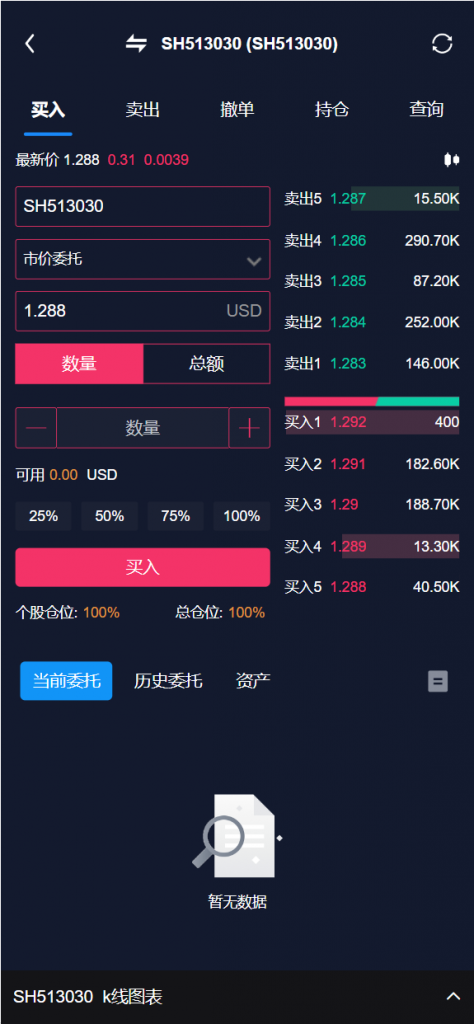 SH513030 (SH513030)
买入 卖出 撤单 持仓 查询
最新价 1.288 0.31 0.0039
SH513030
市价委托
1.288 USD
数量 总额
数量
可用 0.00 USD
25% 50% 75% 100%
买入
个股仓位: 100% 总仓位: 100%
卖出5 1.287 15.50K
卖出4 1.286 290.70K
卖出3 1.285 87.20K
卖出2 1.284 252.00K
卖出1 1.283 146.00K
买入1 1.292 400
买入2 1.291 182.60K
买入3 1.29 188.70K
买入4 1.289 13.30K
买入5 1.288 40.50K
当前委托 历史委托 资产
暂无数据
SH513030 k线图表